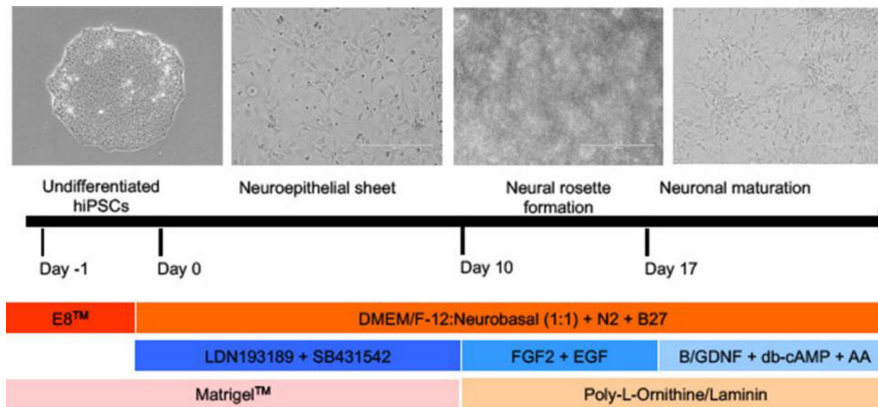 Undifferentiated
hiPSCs
Neuroepithelial sheet
Neural rosette
formation
Neuronal maturation
Day -1
Day 0
Day 10
Day 17
E8™
DMEM/F-12:Neurobasal (1:1) + N2 + B27
LDN193189 + SB431542
FGF2 + EGF
B/GDNF + db-cAMP + AA
Matrigel™
Poly-L-Ornithine/Laminin